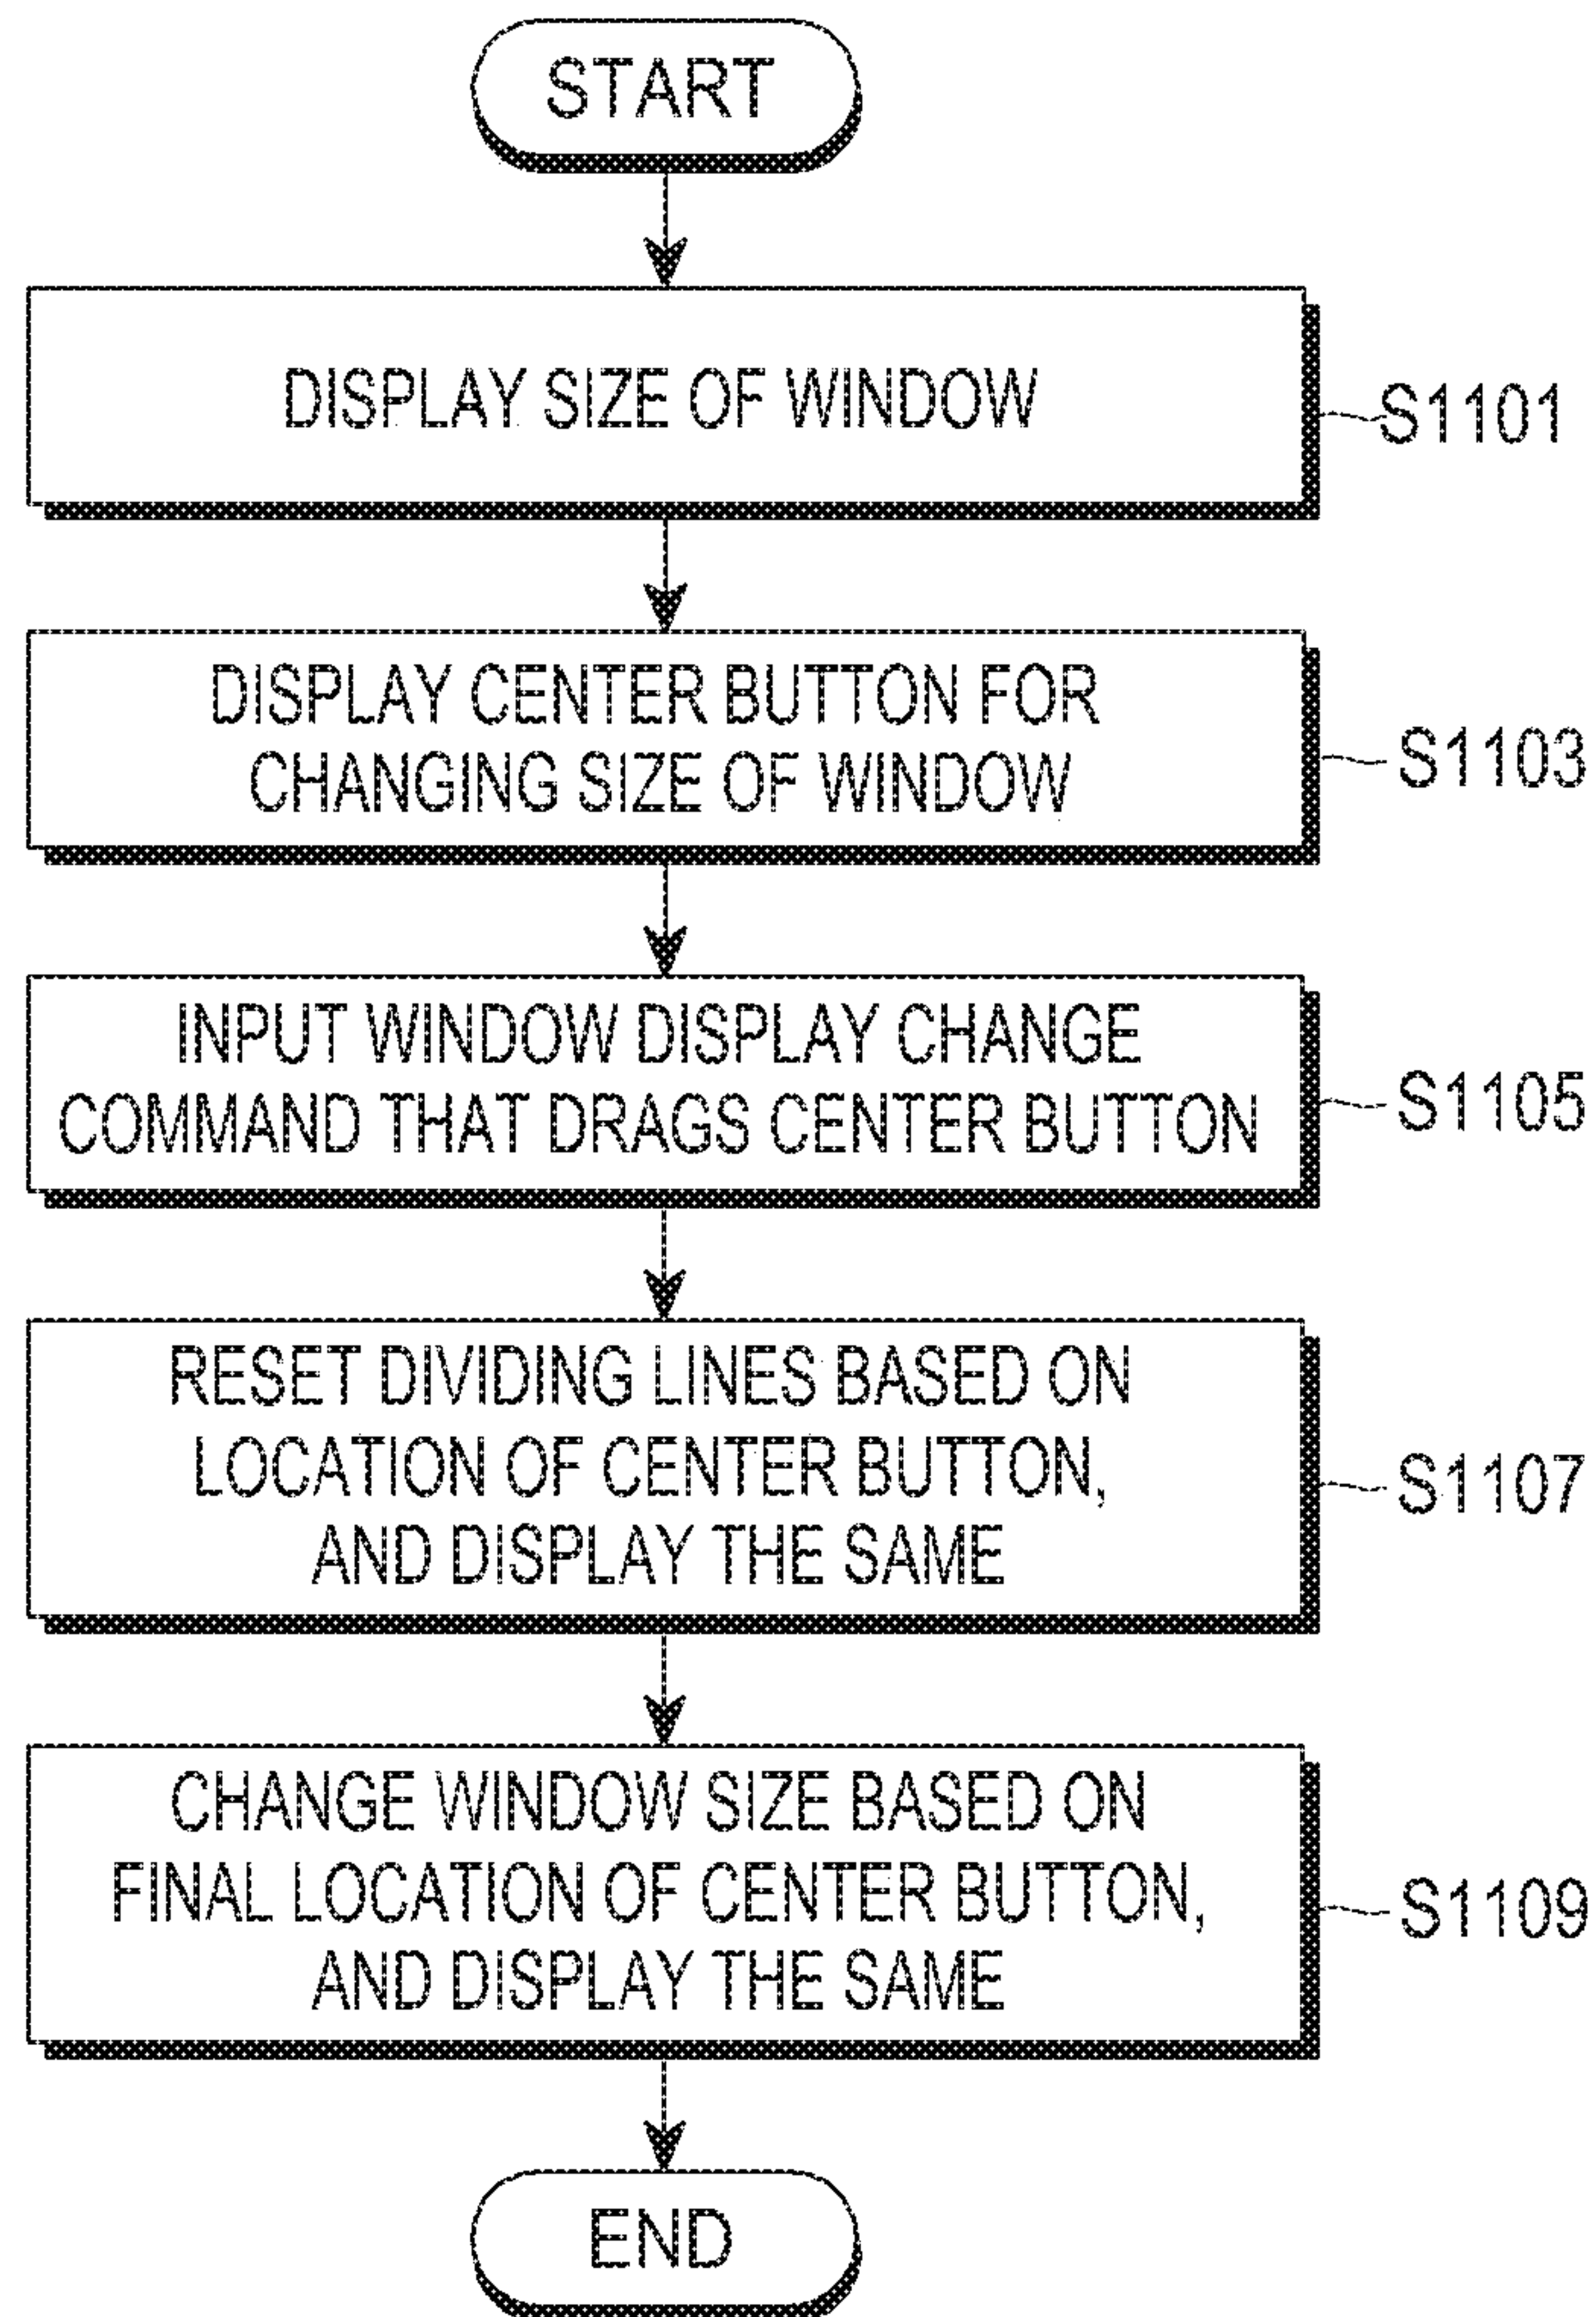 START
DISPLAY SIZE OF WINDOW
S1101
DISPLAY CENTER BUTTON FOR
CHANGING SIZE OF WINDOW
S1103
INPUT WINDOW DISPLAY CHANGE
COMMAND THAT DRAGS CENTER BUTTON
S1105
RESET DIVIDING LINES BASED ON
LOCATION OF CENTER BUTTON,
AND DISPLAY THE SAME
S1107
CHANGE WINDOW SIZE BASED ON
FINAL LOCATION OF CENTER BUTTON,
AND DISPLAY THE SAME
S1109
END